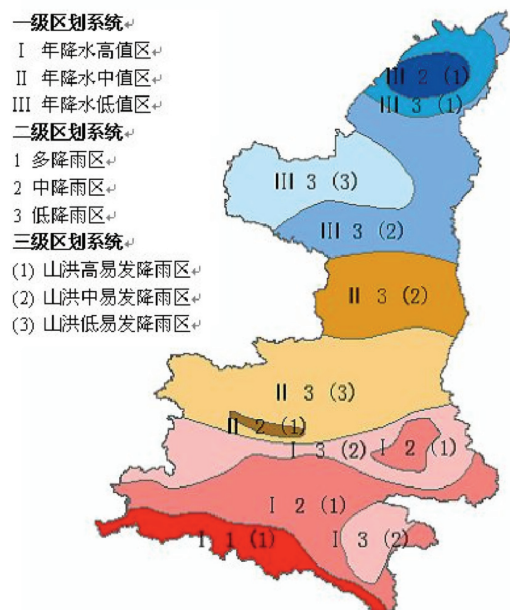 一级区划系统
Ⅰ 年降水高值区↵
Ⅱ 年降水中值区↵
Ⅲ 年降水低值区↵
二级区划系统
1 多降雨区↵
2 中降雨区↵
3 低降雨区↵
三级区划系统
(1) 山洪高易发降雨区↵
(2) 山洪中易发降雨区↵
(3) 山洪低易发降雨区↵
Ⅲ 2 (1)
Ⅲ 3 (1)
Ⅲ 3 (3)
Ⅲ 3 (2)
Ⅱ 3 (2)
Ⅱ 3 (3)
Ⅱ 2 (1)
Ⅰ 3 (2)
Ⅰ 2 (1)
Ⅰ 2 (1)
Ⅰ 1 (1)
Ⅰ 3 (2)